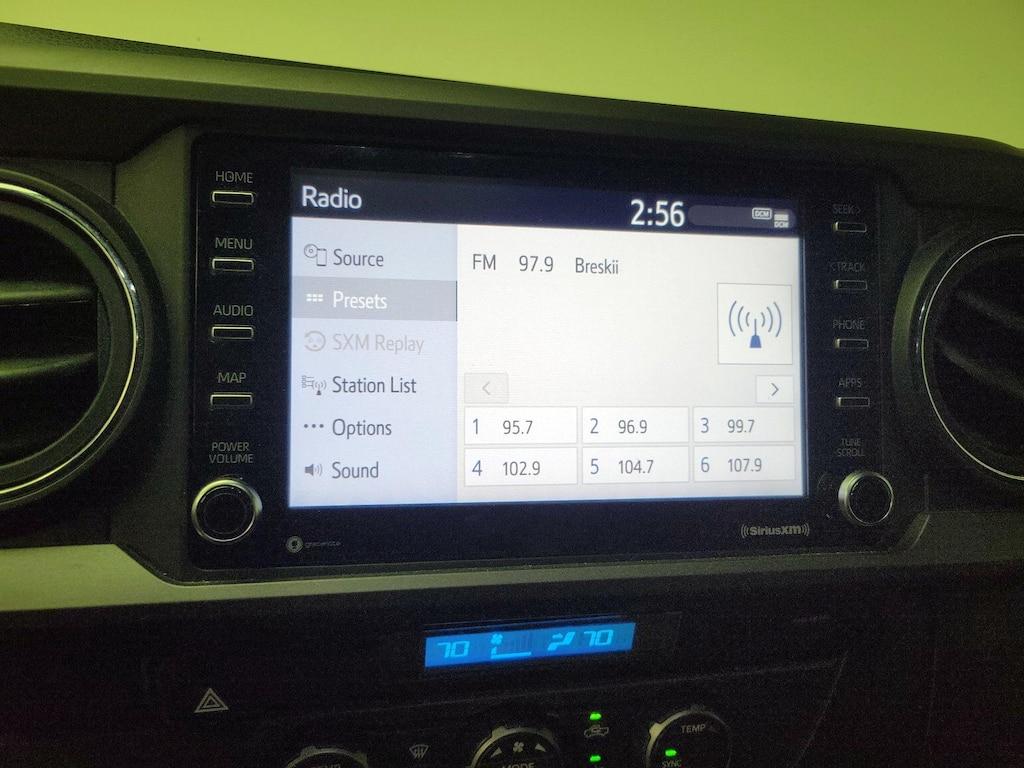 HOME
MENU
AUDIO
MAP
POWER
VOLUME
Radio
2:56
DCM
DCM
Source
Presets
SXM Replay
Station List
Options
Sound
FM 97.9 Breskii
1 95.7
2 96.9
3 99.7
4 102.9
5 104.7
6 107.9
SEEK>
<TRACK
PHONE
APPS
TUNE
SCROLL
gracenote
SiriusXM
70 70
MODE
TEMP
SYNC